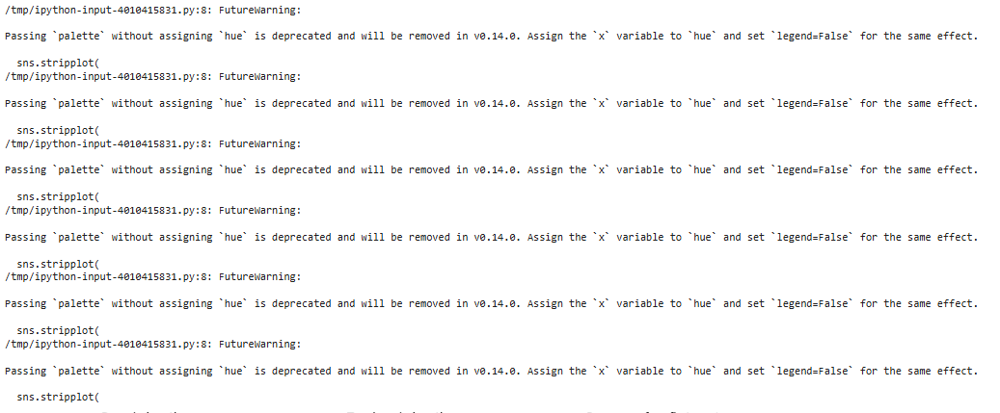 /tmp/ipython-input-4010415831.py:8: FutureWarning:
Passing `palette` without assigning `hue` is deprecated and will be removed in v0.14.0. Assign the `x` variable to `hue` and set `legend=False` for the same effect.
sns.stripplot(
/tmp/ipython-input-4010415831.py:8: FutureWarning:
Passing `palette` without assigning `hue` is deprecated and will be removed in v0.14.0. Assign the `x` variable to `hue` and set `legend=False` for the same effect.
sns.stripplot(
/tmp/ipython-input-4010415831.py:8: FutureWarning:
Passing `palette` without assigning `hue` is deprecated and will be removed in v0.14.0. Assign the `x` variable to `hue` and set `legend=False` for the same effect.
sns.stripplot(
/tmp/ipython-input-4010415831.py:8: FutureWarning:
Passing `palette` without assigning `hue` is deprecated and will be removed in v0.14.0. Assign the `x` variable to `hue` and set `legend=False` for the same effect.
sns.stripplot(
/tmp/ipython-input-4010415831.py:8: FutureWarning:
Passing `palette` without assigning `hue` is deprecated and will be removed in v0.14.0. Assign the `x` variable to `hue` and set `legend=False` for the same effect.
sns.stripplot(
/tmp/ipython-input-4010415831.py:8: FutureWarning:
Passing `palette` without assigning `hue` is deprecated and will be removed in v0.14.0. Assign the `x` variable to `hue` and set `legend=False` for the same effect.
sns.stripplot(